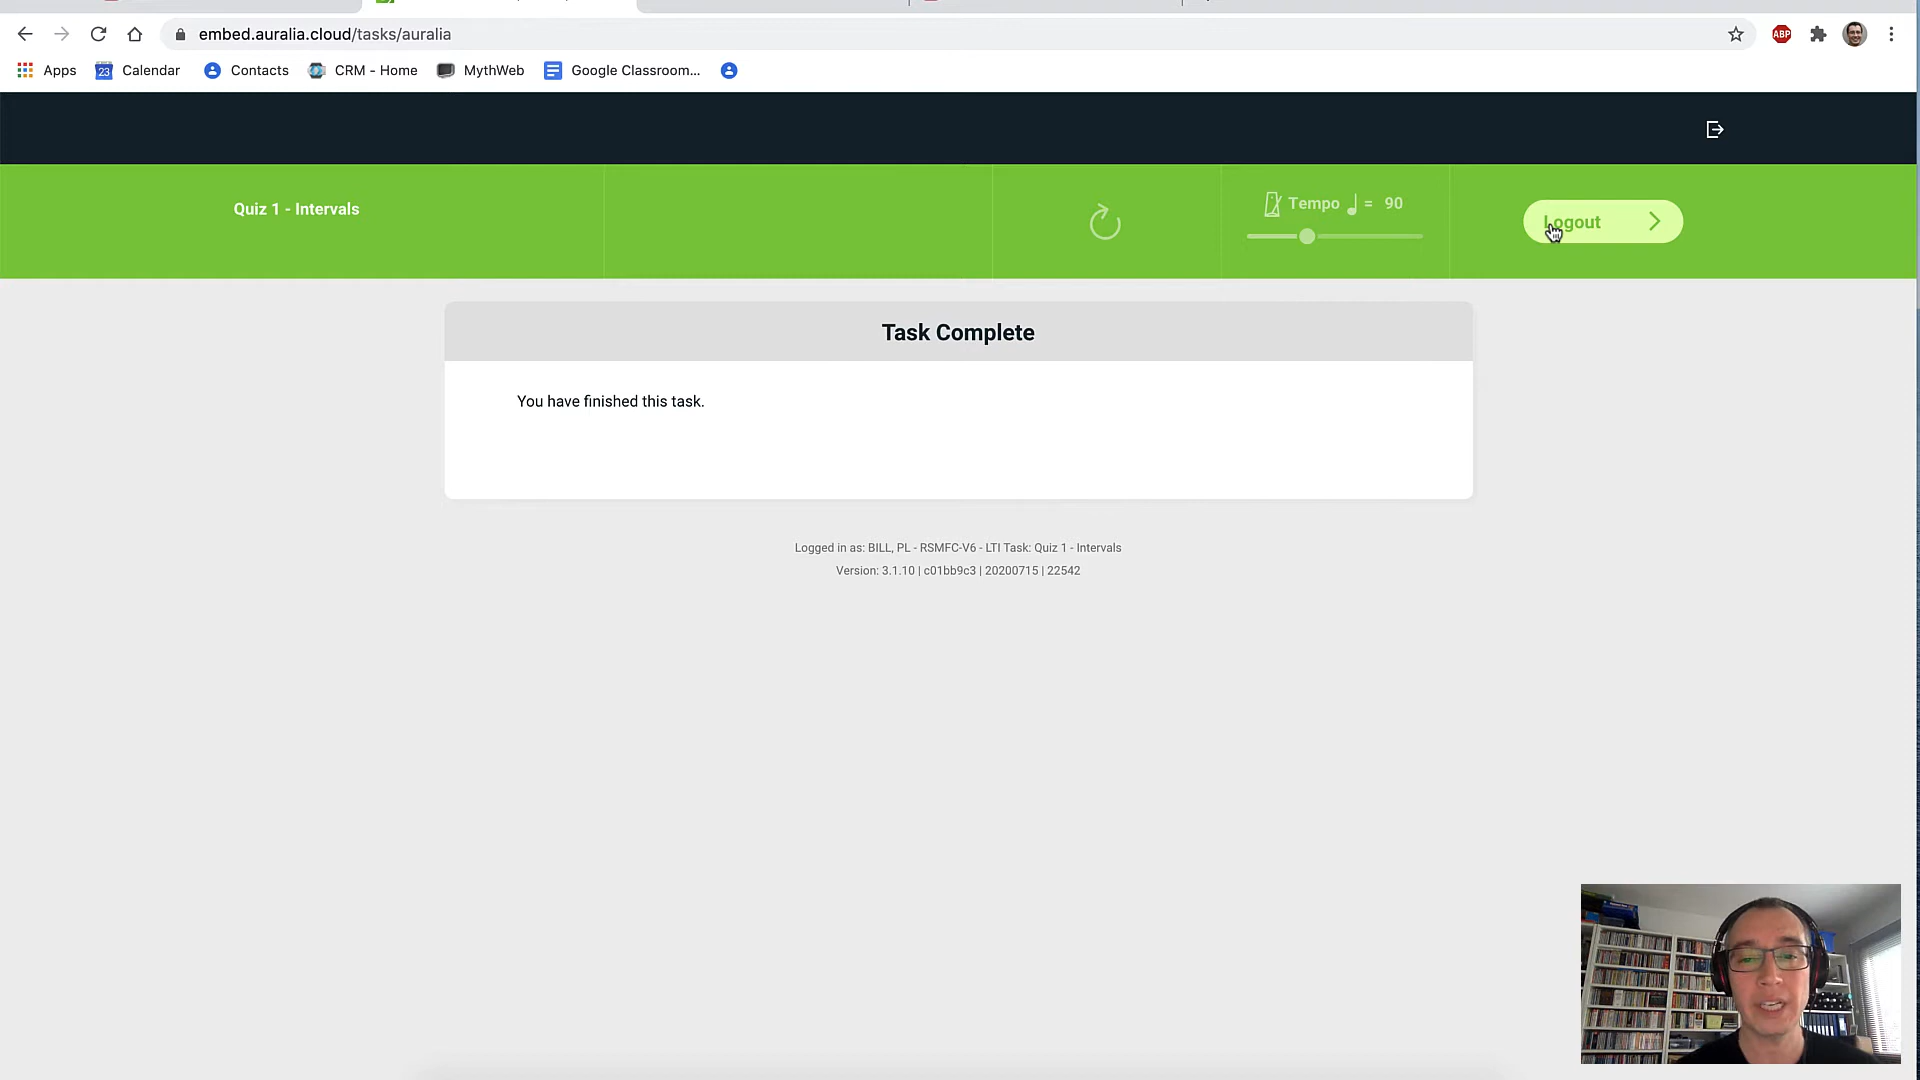 embed.auralia.cloud/tasks/auralia
ABP
Apps
23
Calendar
Contacts
CRM - Home
MythWeb
Google Classroom...
Quiz 1 - Intervals
Tempo ♩ = 90
Logout
Task Complete
You have finished this task.
Logged in as: BILL, PL - RSMFC-V6 - LTI Task: Quiz 1 - Intervals
Version: 3.1.10 | c01bb9c3 | 20200715 | 22542